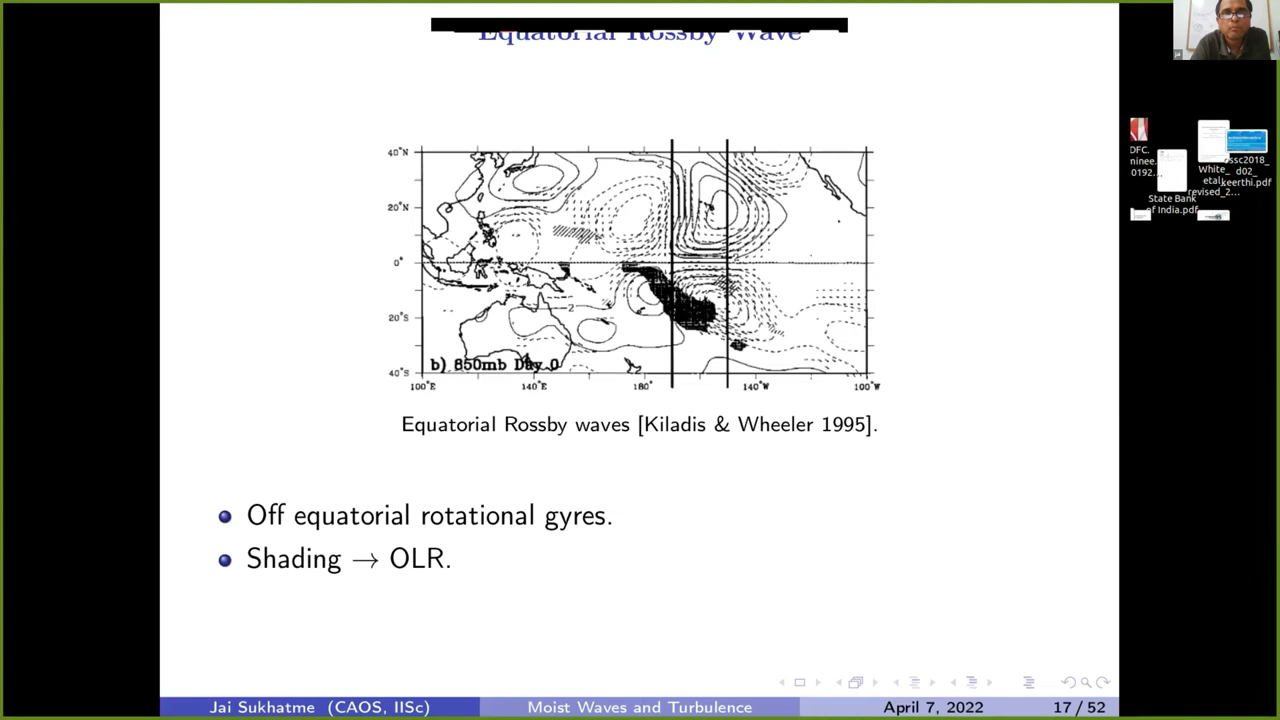 Equatorial Rossby Wave
40°N
20°N
0°
20°S
40°S
2
2
b) 850mb Day 0
100°E 140°E 180° 140°W 100°W
Equatorial Rossby waves [Kiladis & Wheeler 1995].
Off equatorial rotational gyres.
Shading → OLR.
Jai Sukhatme (CAOS, IISc) Moist Waves and Turbulence April 7, 2022 17 / 52
DFC.
ninee.
0192...
White_
etal
revised_2...
ssc2018_
d02_
keerthi.pdf
State Bank
of India.pdf